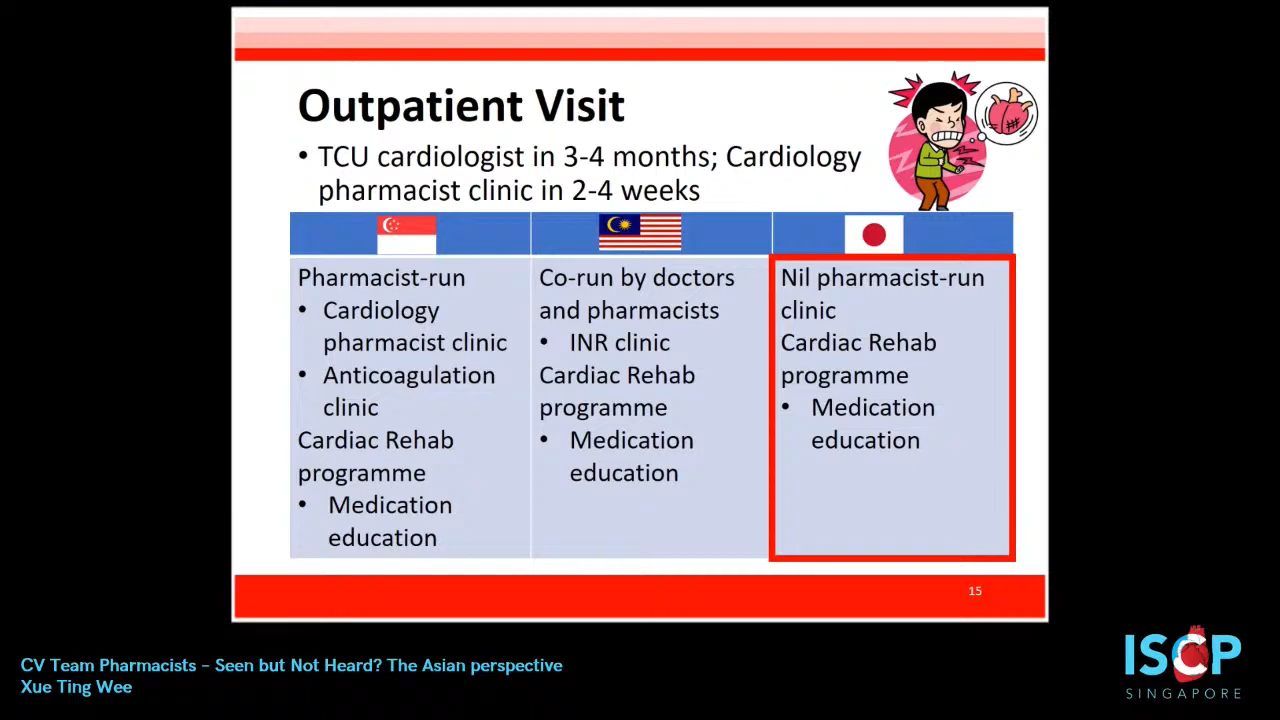 Outpatient Visit
• TCU cardiologist in 3-4 months; Cardiology
pharmacist clinic in 2-4 weeks
Pharmacist-run
• Cardiology
pharmacist clinic
• Anticoagulation
clinic
Cardiac Rehab
programme
• Medication
education
Co-run by doctors
and pharmacists
• INR clinic
Cardiac Rehab
programme
• Medication
education
Nil pharmacist-run
clinic
Cardiac Rehab
programme
• Medication
education
15
CV Team Pharmacists – Seen but Not Heard? The Asian perspective
Xue Ting Wee
ISCP
SINGAPORE